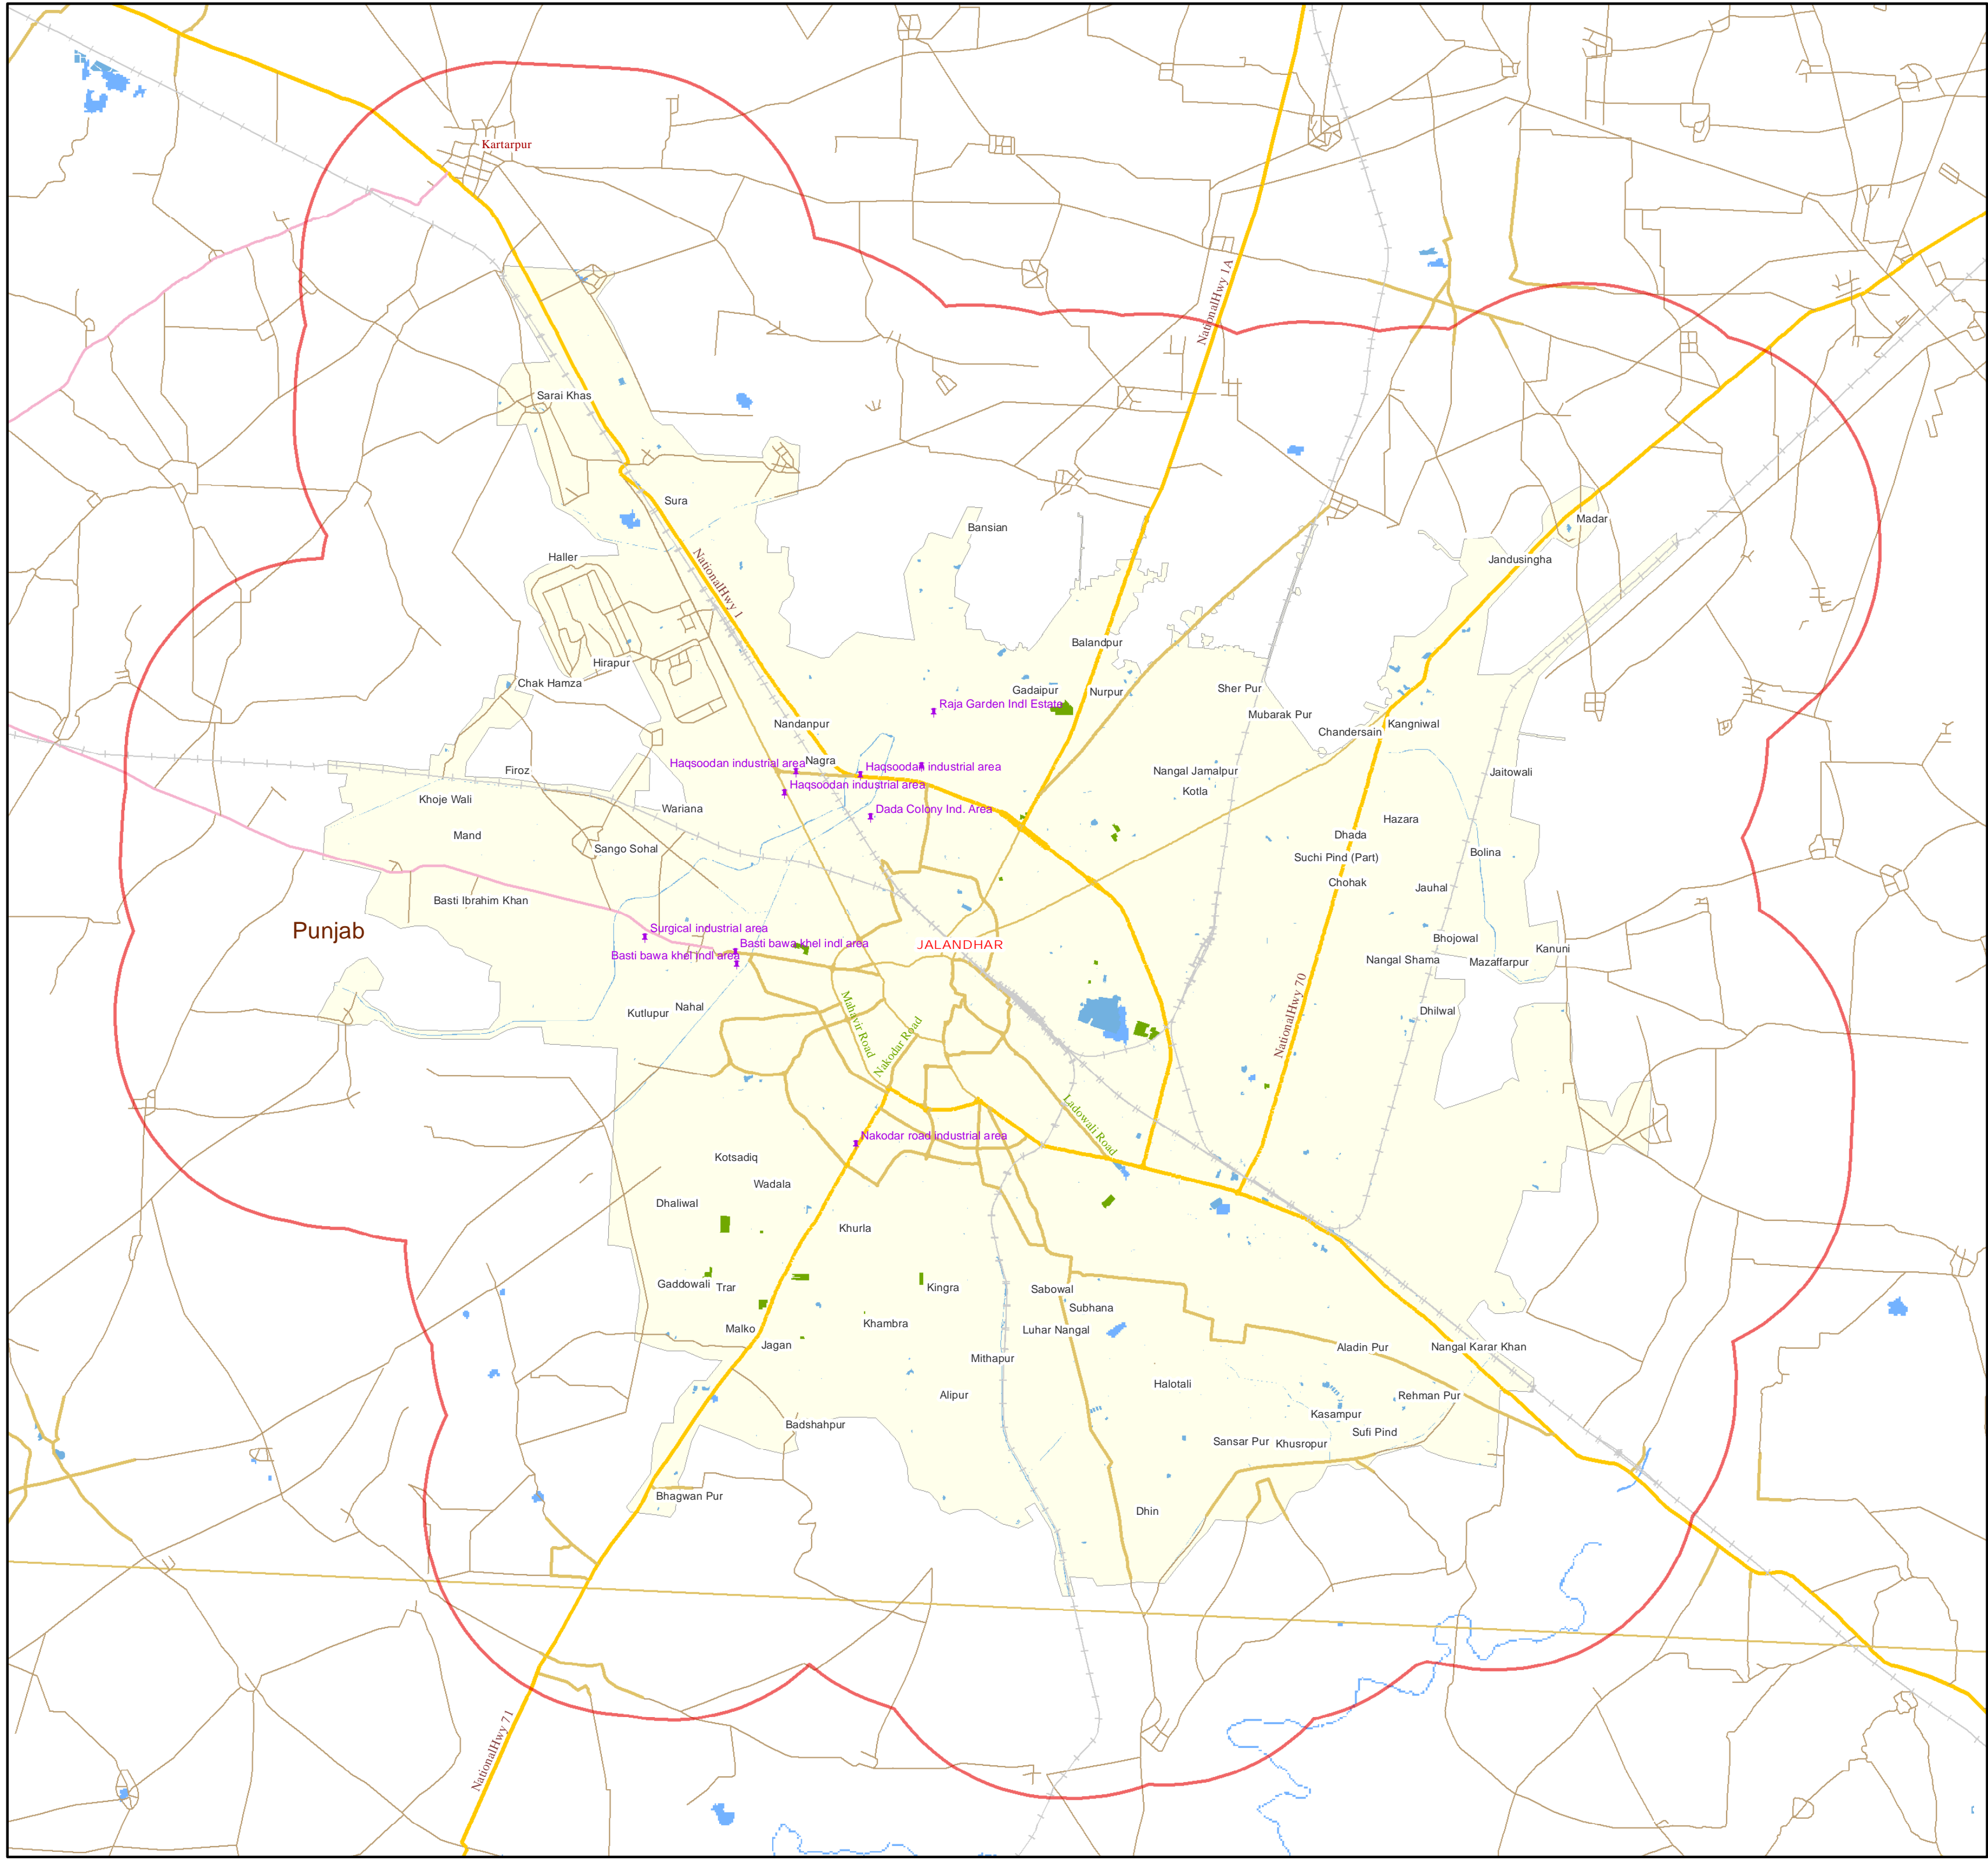 Kartarpur
NationalHwy 1A
Sarai Khas
Sura
Madar
Bansian
Haller
Jandusingha
NationalHwy 1
Balandpur
Hirapur
Chak Hamza
Gadaipur
Nurpur
Sher Pur
Raja Garden Indl Estate
Mubarak Pur
Nandanpur
Chandersain
Kangniwal
Nagra
Haqsoodan industrial area
Haqsoodan industrial area
Firoz
Nangal Jamalpur
Jaitowali
Haqsoodan industrial area
Kotla
Khoje Wali
Wariana
Dada Colony Ind. Area
Hazara
Mand
Dhada
Sango Sohal
Suchi Pind (Part)
Bolina
Chohak
Jauhal
Basti Ibrahim Khan
Punjab
Surgical industrial area
Basti bawa khel indl area
JALANDHAR
Bhojowal
Kanuni
Basti bawa khel indl area
Nangal Shama
Mazaffarpur
Nahal
Kutlupur
Dhilwal
Mahavir Road
Nakodar Road
NationalHwy 70
Ladowali Road
Nakodar road industrial area
Kotsadiq
Wadala
Dhaliwal
Khurla
Gaddowali
Trar
Kingra
Sabowal
Subhana
Khambra
Malko
Luhar Nangal
Jagan
Aladin Pur
Nangal Karar Khan
Mithapur
Halotali
Alipur
Rehman Pur
Kasampur
Badshahpur
Sufi Pind
Sansar Pur
Khusropur
Bhagwan Pur
Dhin
NationalHwy 71